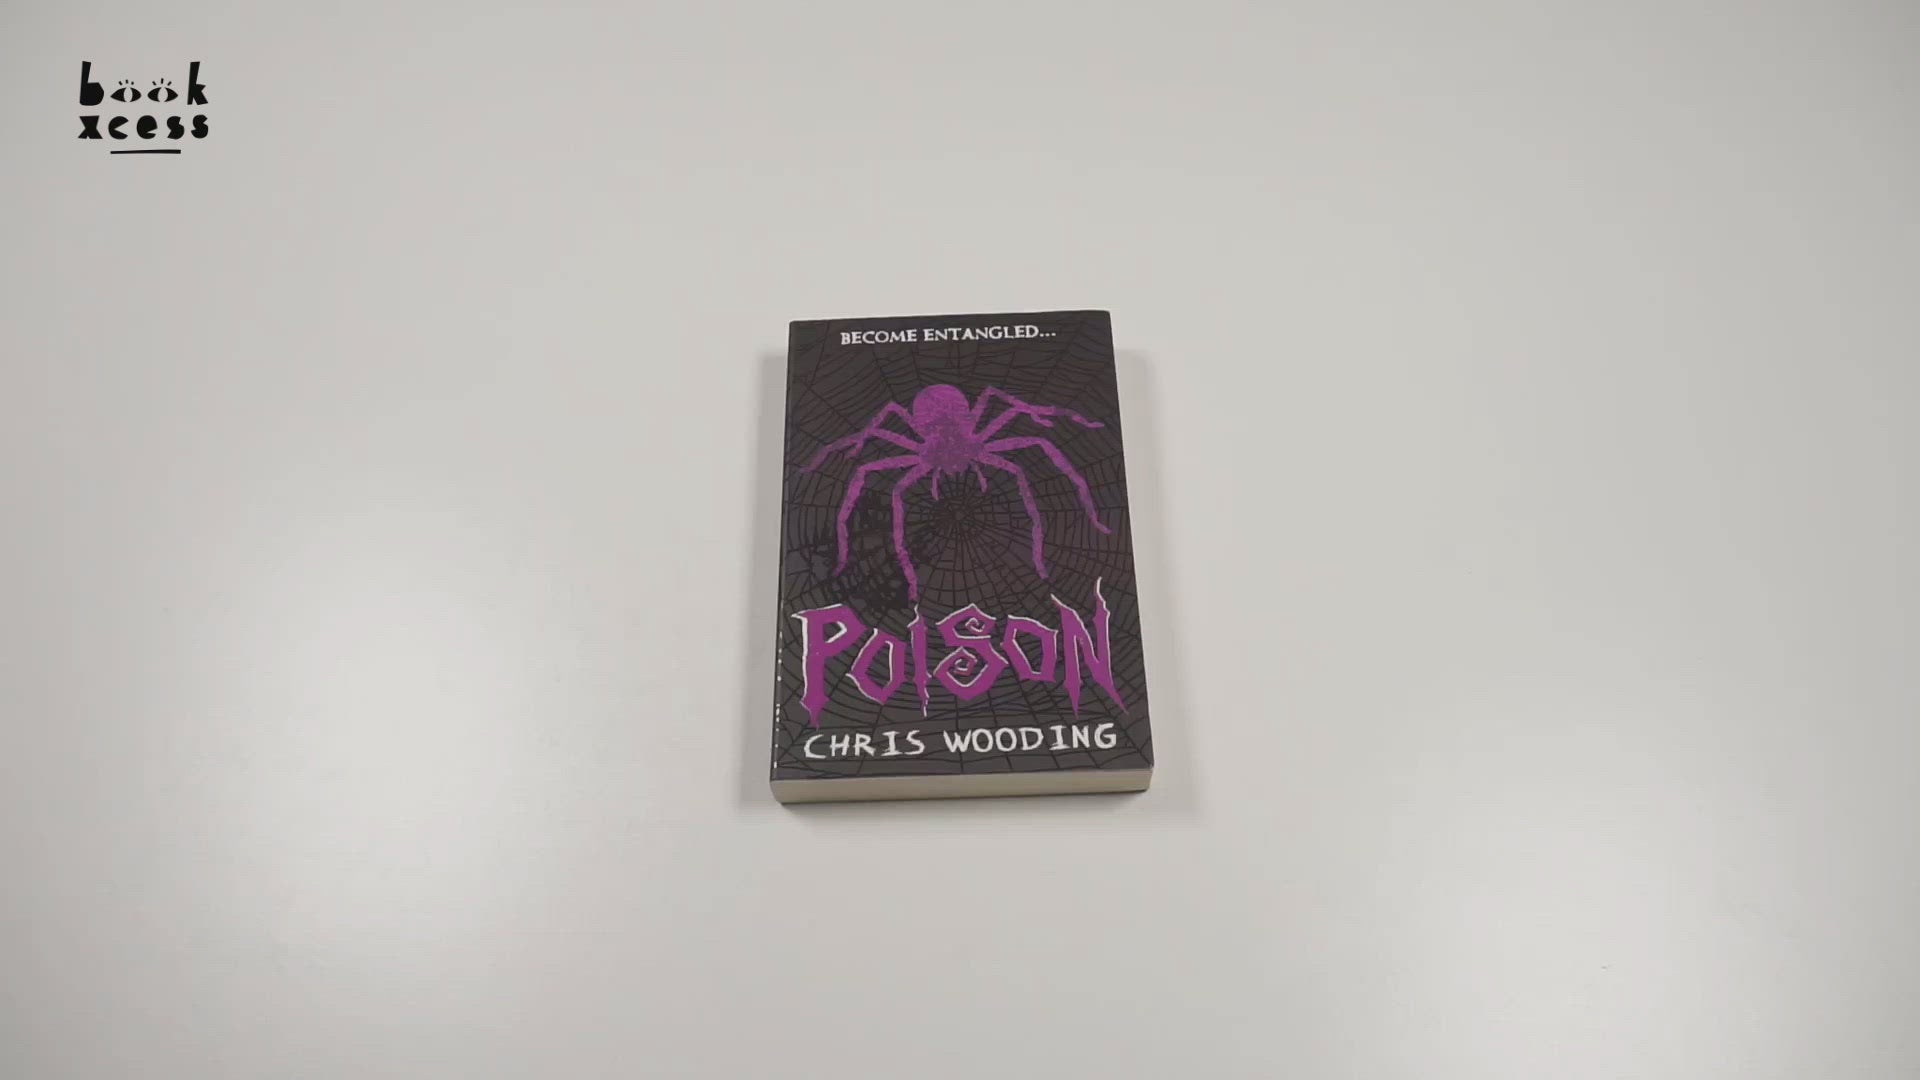 book
xcess
BECOME ENTANGLED...
POISON
CHRIS WOODING